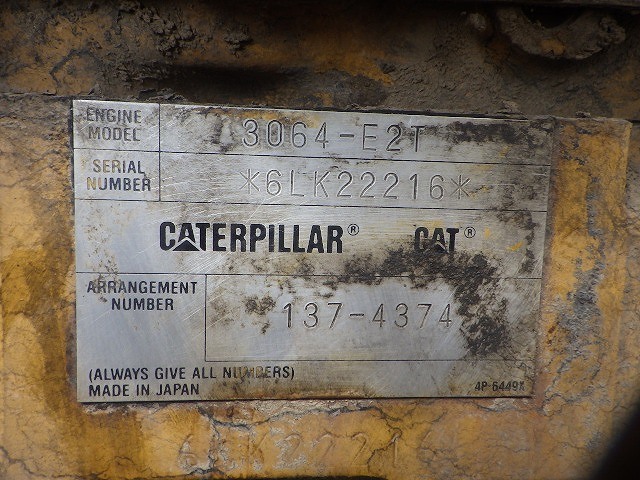 ENGINE MODEL 3064-E2T
SERIAL NUMBER *6LK22216*
CATERPILLAR® CAT®
ARRANGEMENT NUMBER 137-4374
(ALWAYS GIVE ALL NUMBERS)
MADE IN JAPAN